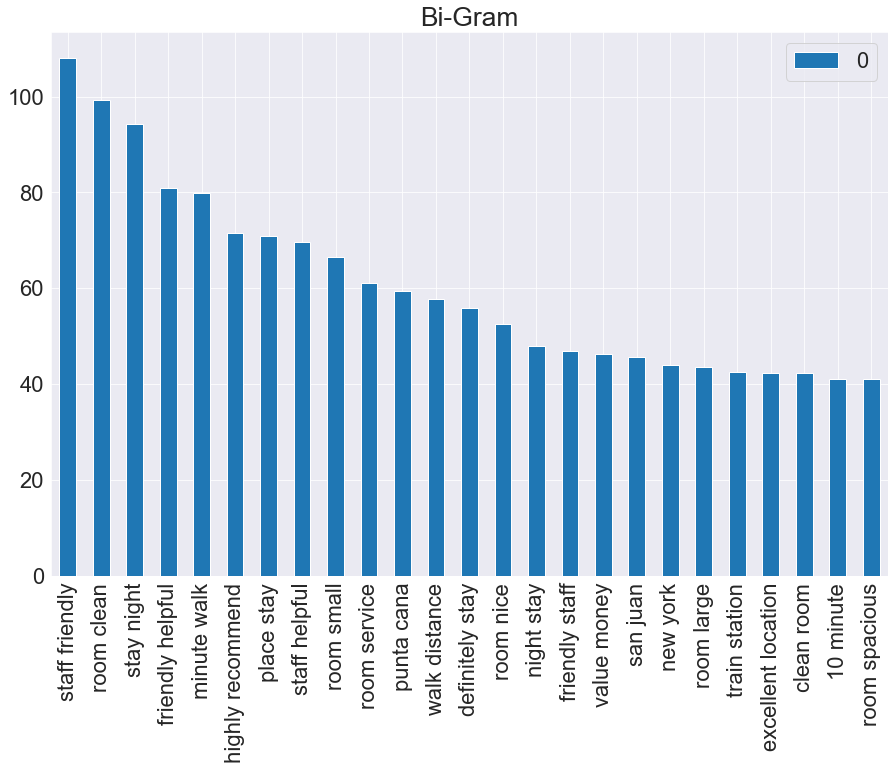 Bi-Gram
0
100
80
60
40
20
0
staff friendly
room clean
stay night
friendly helpful
minute walk
highly recommend
place stay
staff helpful
room small
room service
punta cana
walk distance
definitely stay
room nice
night stay
friendly staff
value money
san juan
new york
room large
train station
excellent location
clean room
10 minute
room spacious